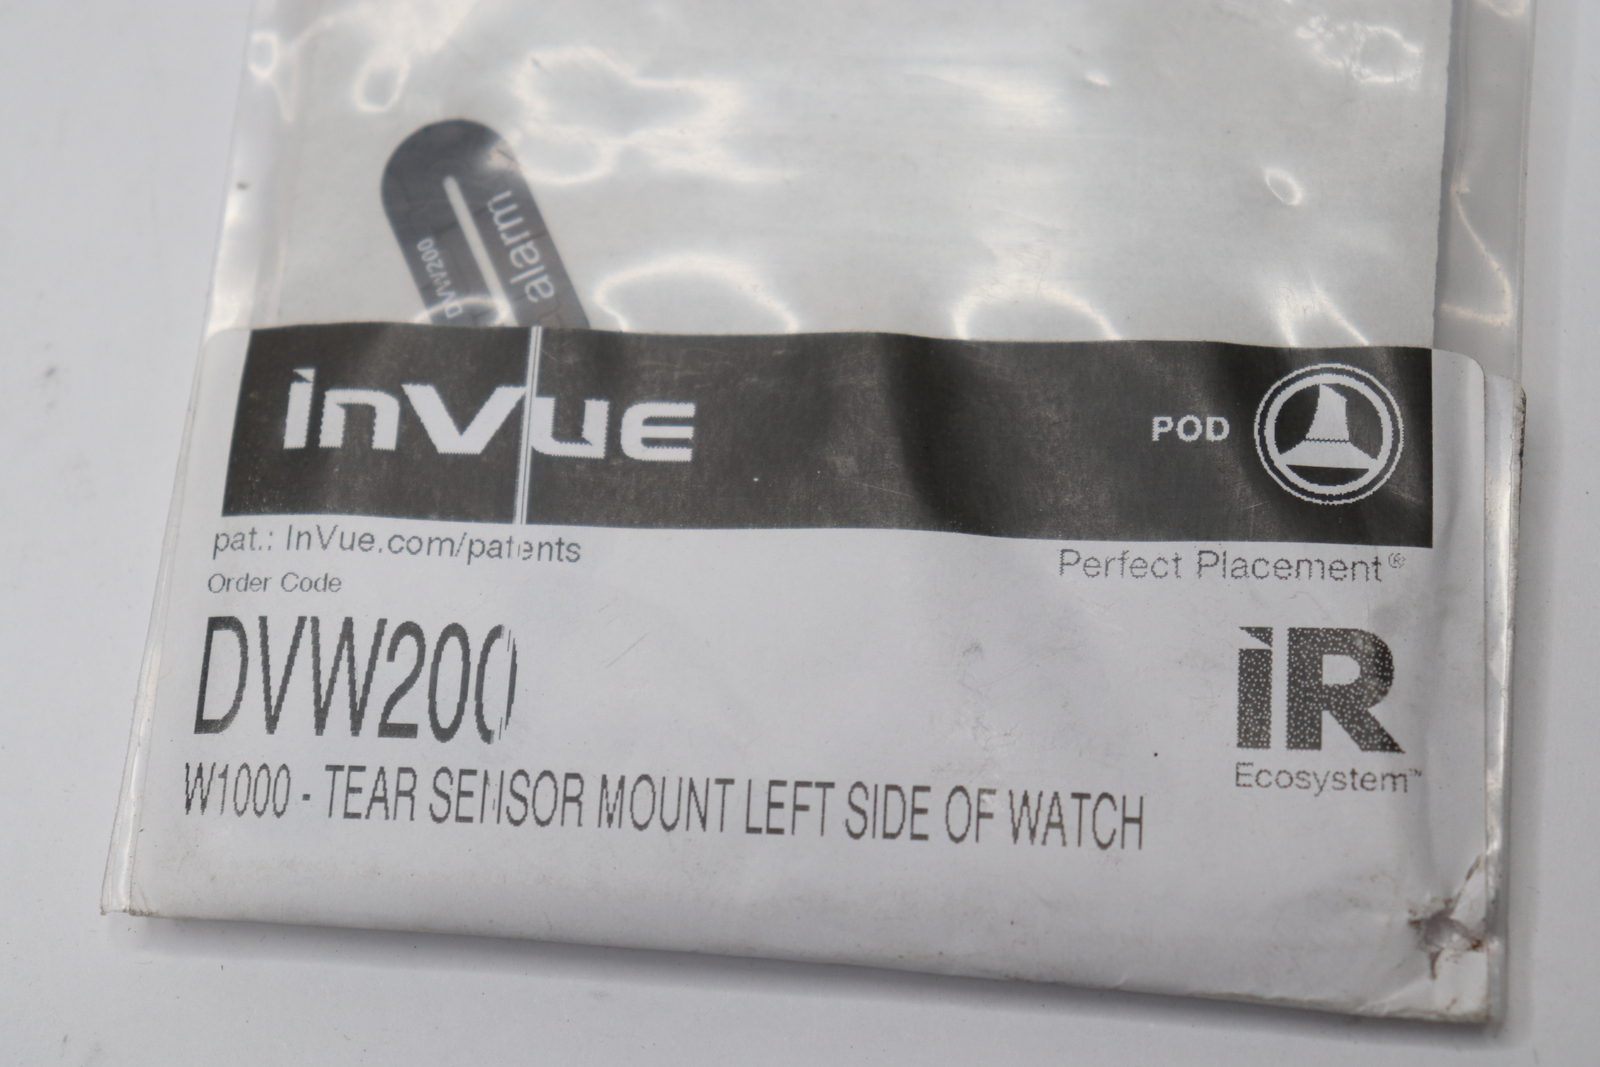 alarm
DVW200
inVue
POD
pat.: InVue.com/patents
Perfect Placement®
Order Code
DVW200
iR
Ecosystem™
W1000 - TEAR SENSOR MOUNT LEFT SIDE OF WATCH